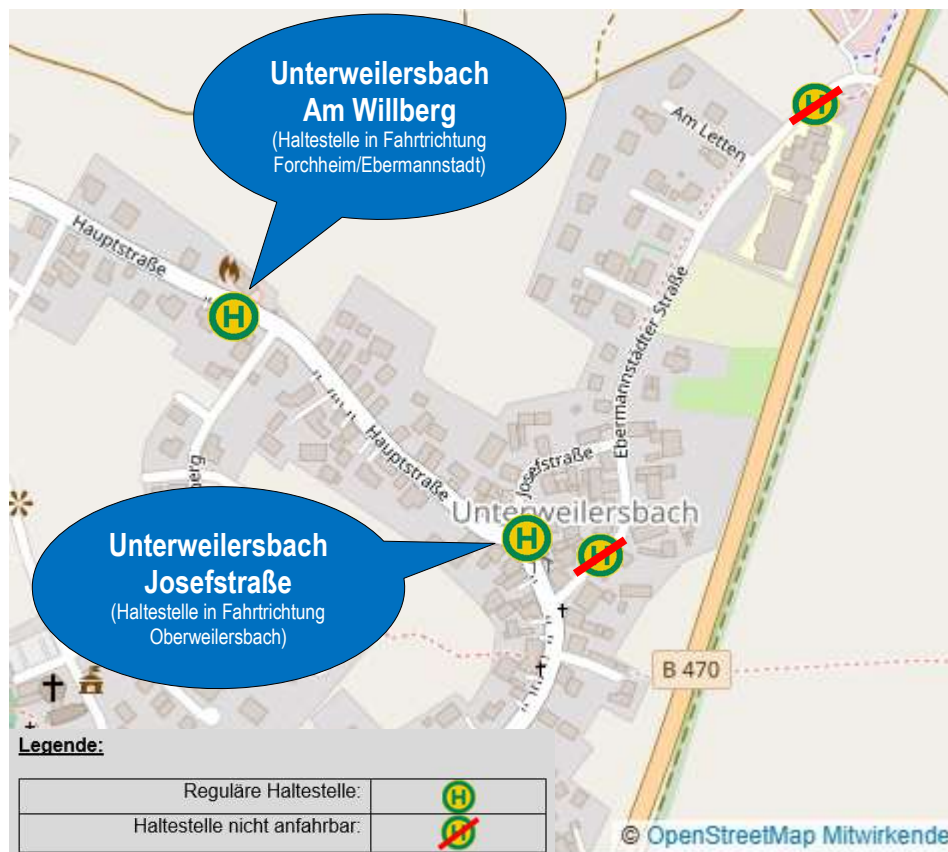 Unterweilersbach
Am Willberg
(Haltestelle in Fahrtrichtung
Forchheim/Ebermannstadt)
H
Am Letten
Hauptstraße
H
Ebermannstädter Straße
Hauptstraße
Josefstraße
berg
Unterweilersbach
H
H
Unterweilersbach
Josefstraße
(Haltestelle in Fahrtrichtung
Oberweilersbach)
B 470
Legende:
Reguläre Haltestelle: H
Haltestelle nicht anfahrbar: H
© OpenStreetMap Mitwirkende